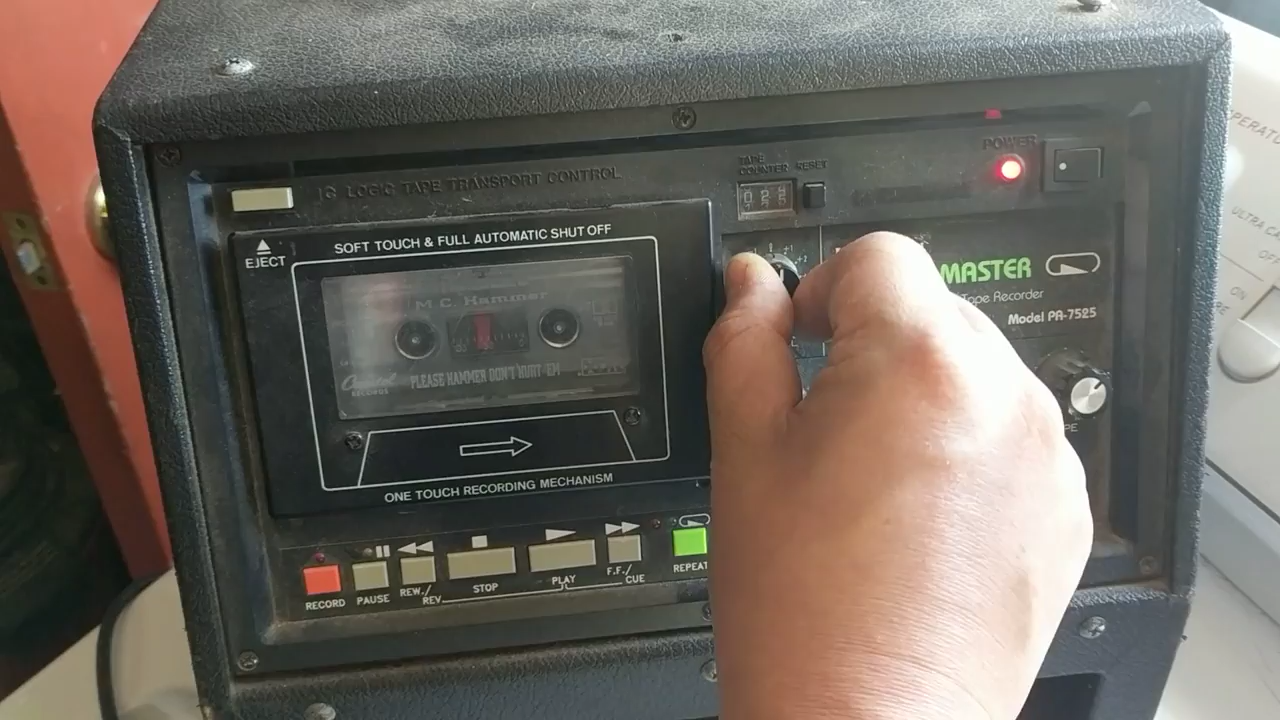 POWER
TAPE
COUNTER RESET
IC LOGIC TAPE TRANSPORT CONTROL
EJECT
SOFT TOUCH & FULL AUTOMATIC SHUT OFF
M.C. Hammer
Capitol
RECORDS
PLEASE HAMMER DON'T HURT 'EM
MASTER
Tape Recorder
Model PA-7525
ONE TOUCH RECORDING MECHANISM
RECORD
PAUSE
REW./
REV
STOP
PLAY
F.F./
CUE
REPEAT
ULTRA
ON